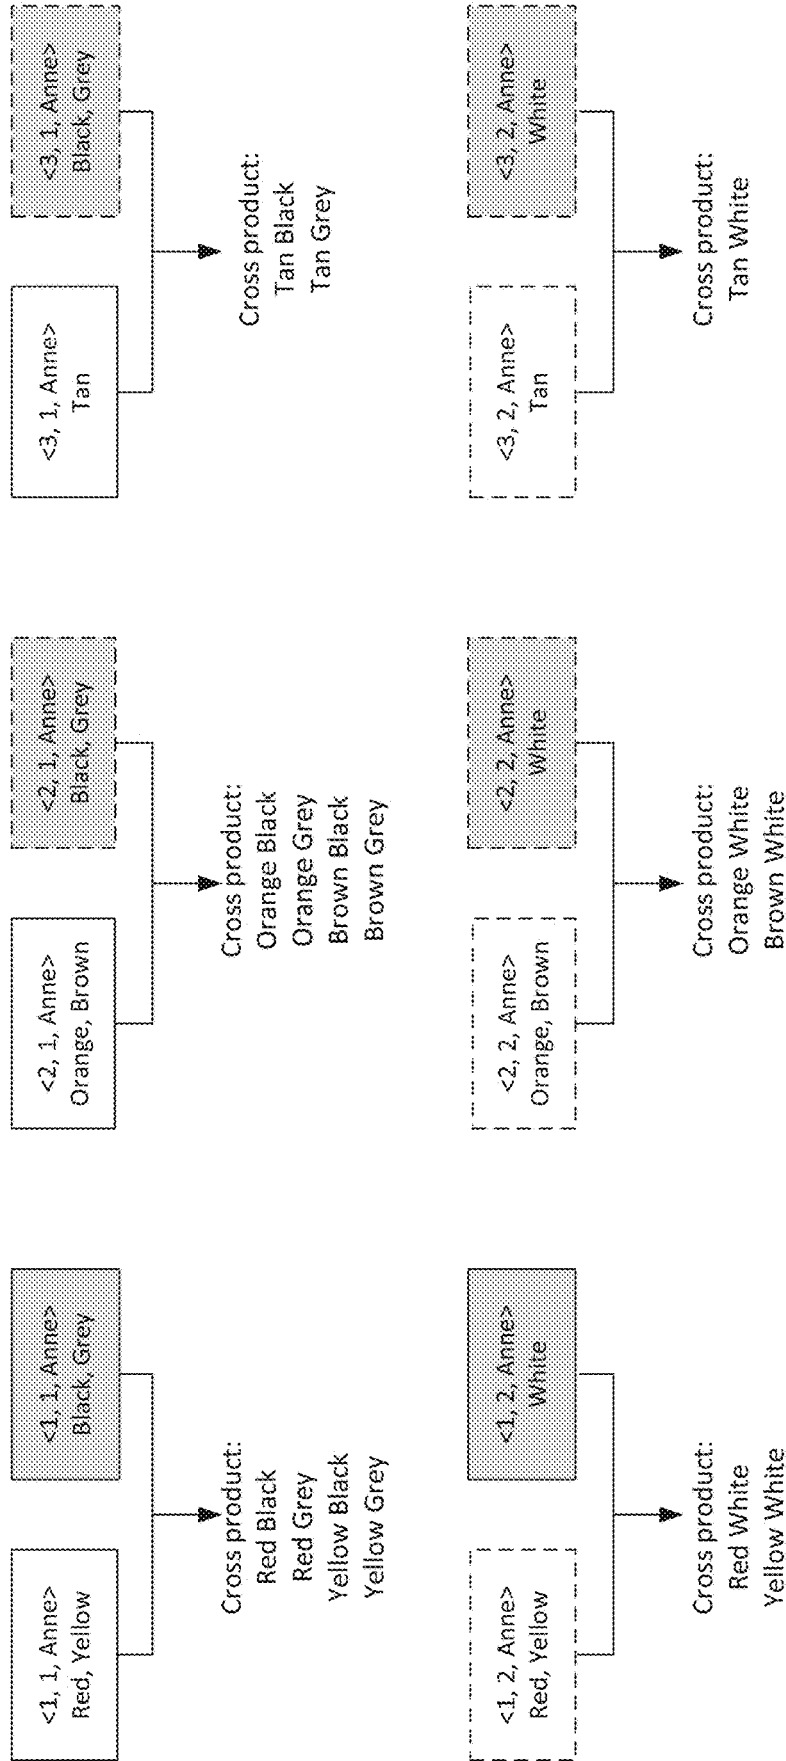 <1, 1, Anne>
Red, Yellow
<1, 1, Anne>
Black, Grey
Cross product:
Red Black
Red Grey
Yellow Black
Yellow Grey
<2, 1, Anne>
Orange, Brown
<2, 1, Anne>
Black, Grey
Cross product:
Orange Black
Orange Grey
Brown Black
Brown Grey
<3, 1, Anne>
Tan
<3, 1, Anne>
Black, Grey
Cross product:
Tan Black
Tan Grey
<1, 2, Anne>
Red, Yellow
<1, 2, Anne>
White
Cross product:
Red White
Yellow White
<2, 2, Anne>
Orange, Brown
<2, 2, Anne>
White
Cross product:
Orange White
Brown White
<3, 2, Anne>
Tan
<3, 2, Anne>
White
Cross product:
Tan White